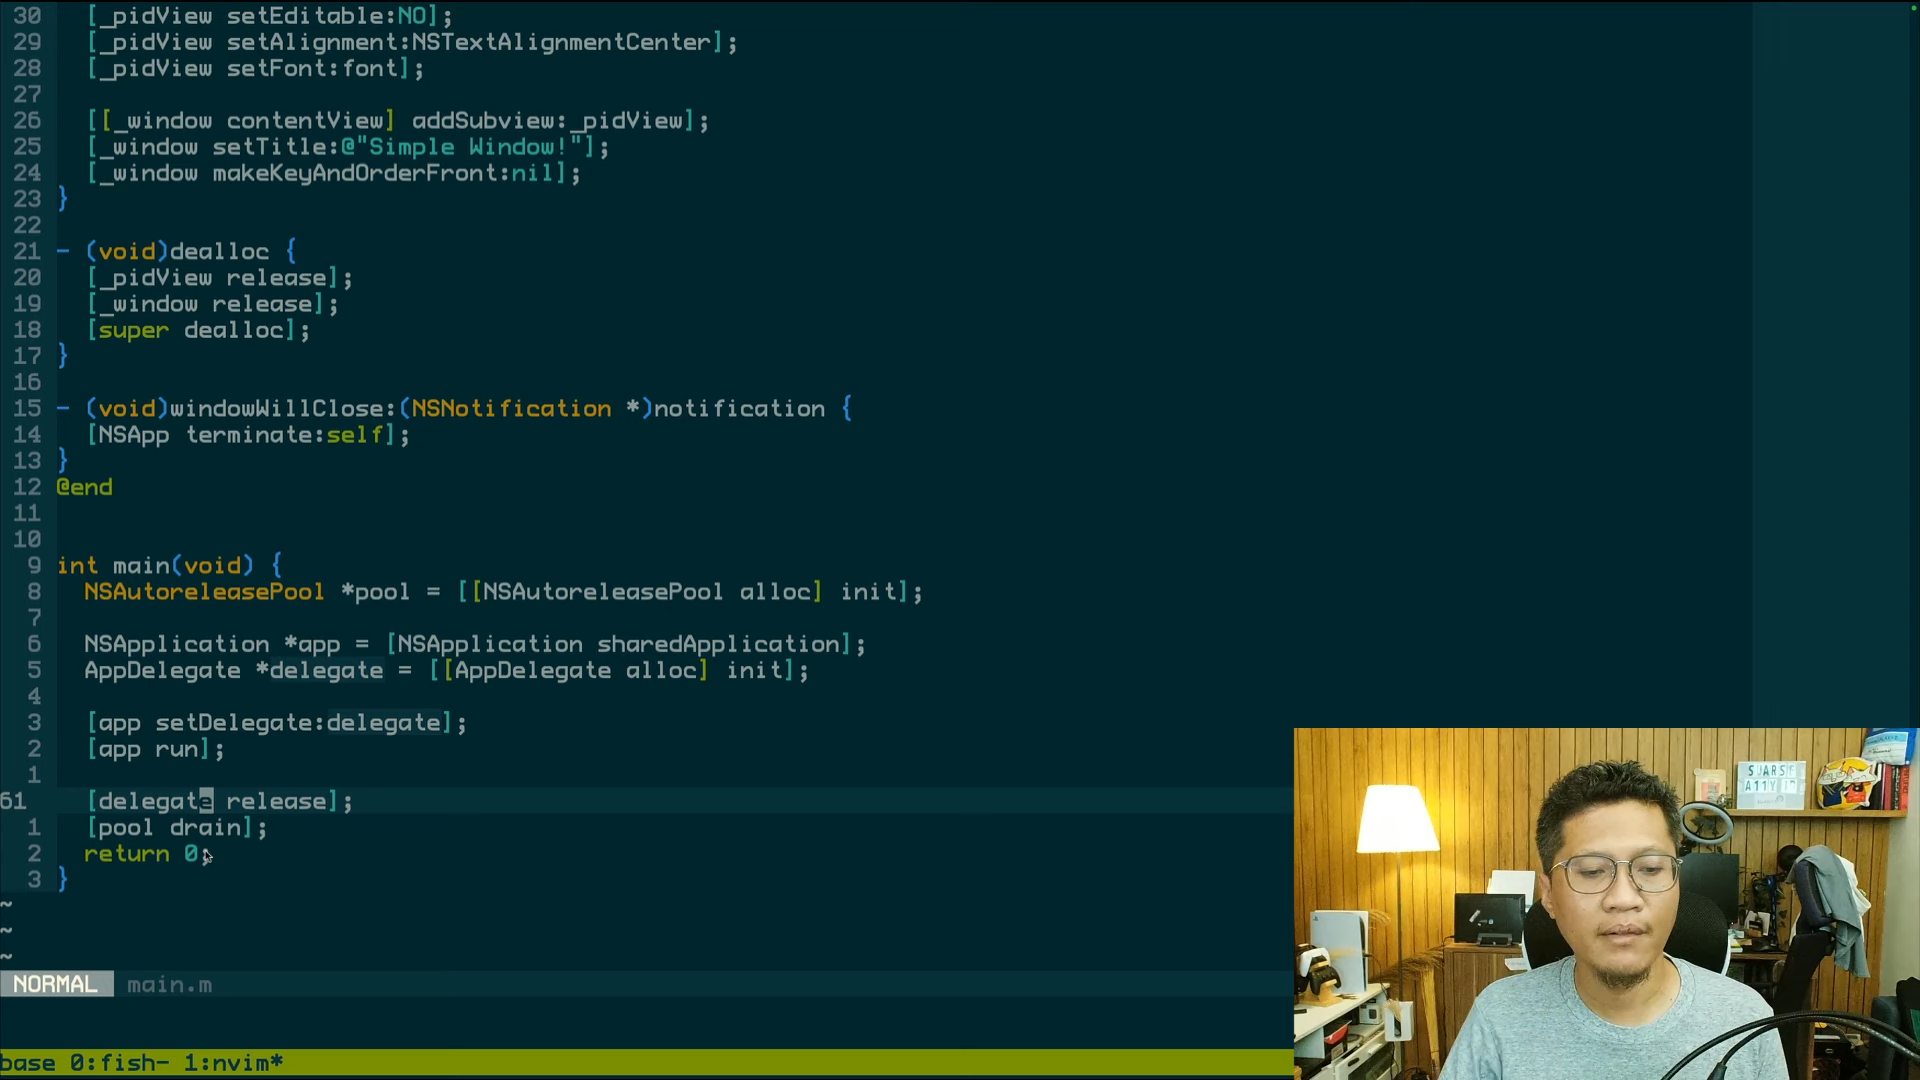 30 [_pidView setEditable:NO];
29 [_pidView setAlignment:NSTextAlignmentCenter];
28 [_pidView setFont:font];
27
26 [[_window contentView] addSubview:_pidView];
25 [_window setTitle:@"Simple Window!"];
24 [_window makeKeyAndOrderFront:nil];
23 }
22
21 - (void)dealloc {
20 [_pidView release];
19 [_window release];
18 [super dealloc];
17 }
16
15 - (void)windowWillClose:(NSNotification *)notification {
14 [NSApp terminate:self];
13 }
12 @end
11
10
9 int main(void) {
8 NSAutoreleasePool *pool = [[NSAutoreleasePool alloc] init];
7
6 NSApplication *app = [NSApplication sharedApplication];
5 AppDelegate *delegate = [[AppDelegate alloc] init];
4
3 [app setDelegate:delegate];
2 [app run];
1
61 [delegate release];
1 [pool drain];
2 return 0;
3 }
~
~
~
NORMAL main.m
base 0:fish- 1:nvim*